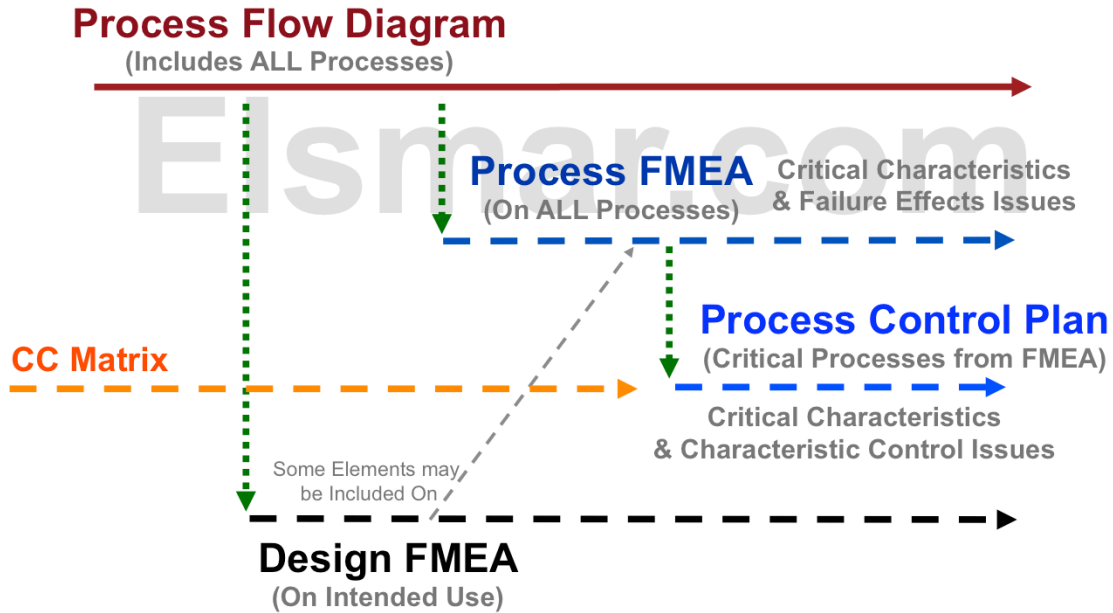 Process Flow Diagram
(Includes ALL Processes)
Elsmar.com
Process FMEA
(On ALL Processes)
Critical Characteristics
& Failure Effects Issues
Process Control Plan
(Critical Processes from FMEA)
CC Matrix
Critical Characteristics
& Characteristic Control Issues
Some Elements may
be Included On
Design FMEA
(On Intended Use)